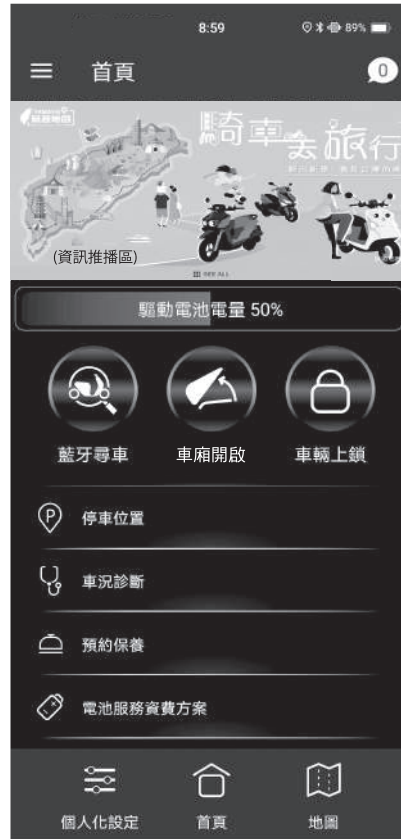 8:59
89%
首頁
0
騎車
去旅行
(資訊推播區)
SEE ALL
驅動電池電量 50%
藍牙尋車
車廂開啟
車輛上鎖
P
停車位置
車況診斷
預約保養
電池服務資費方案
個人化設定
首頁
地圖